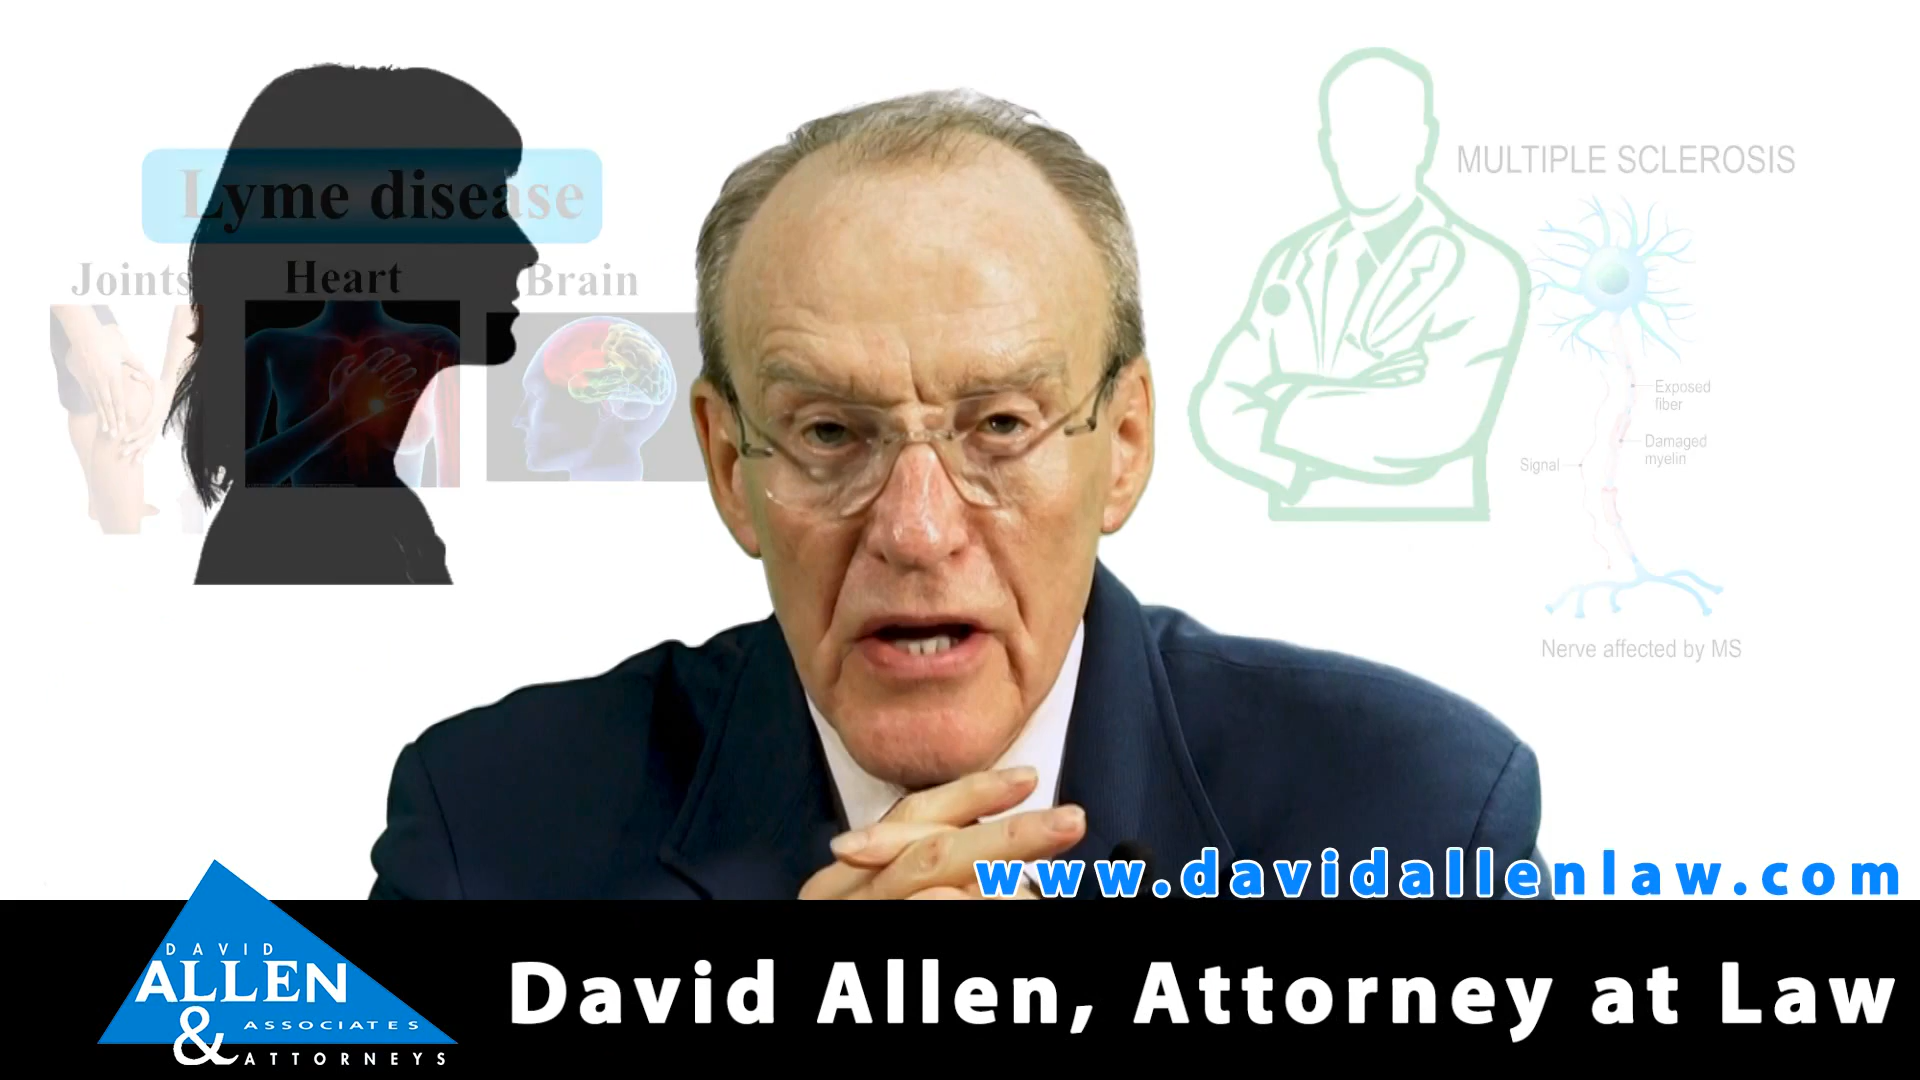 Lyme disease
Joints
Heart
Brain
MULTIPLE SCLEROSIS
Exposed
fiber
Damaged
myelin
Signal
Nerve affected by MS
www.davidallenlaw.com
DAVID
ALLEN
& ASSOCIATES
ATTORNEYS
David Allen, Attorney at Law